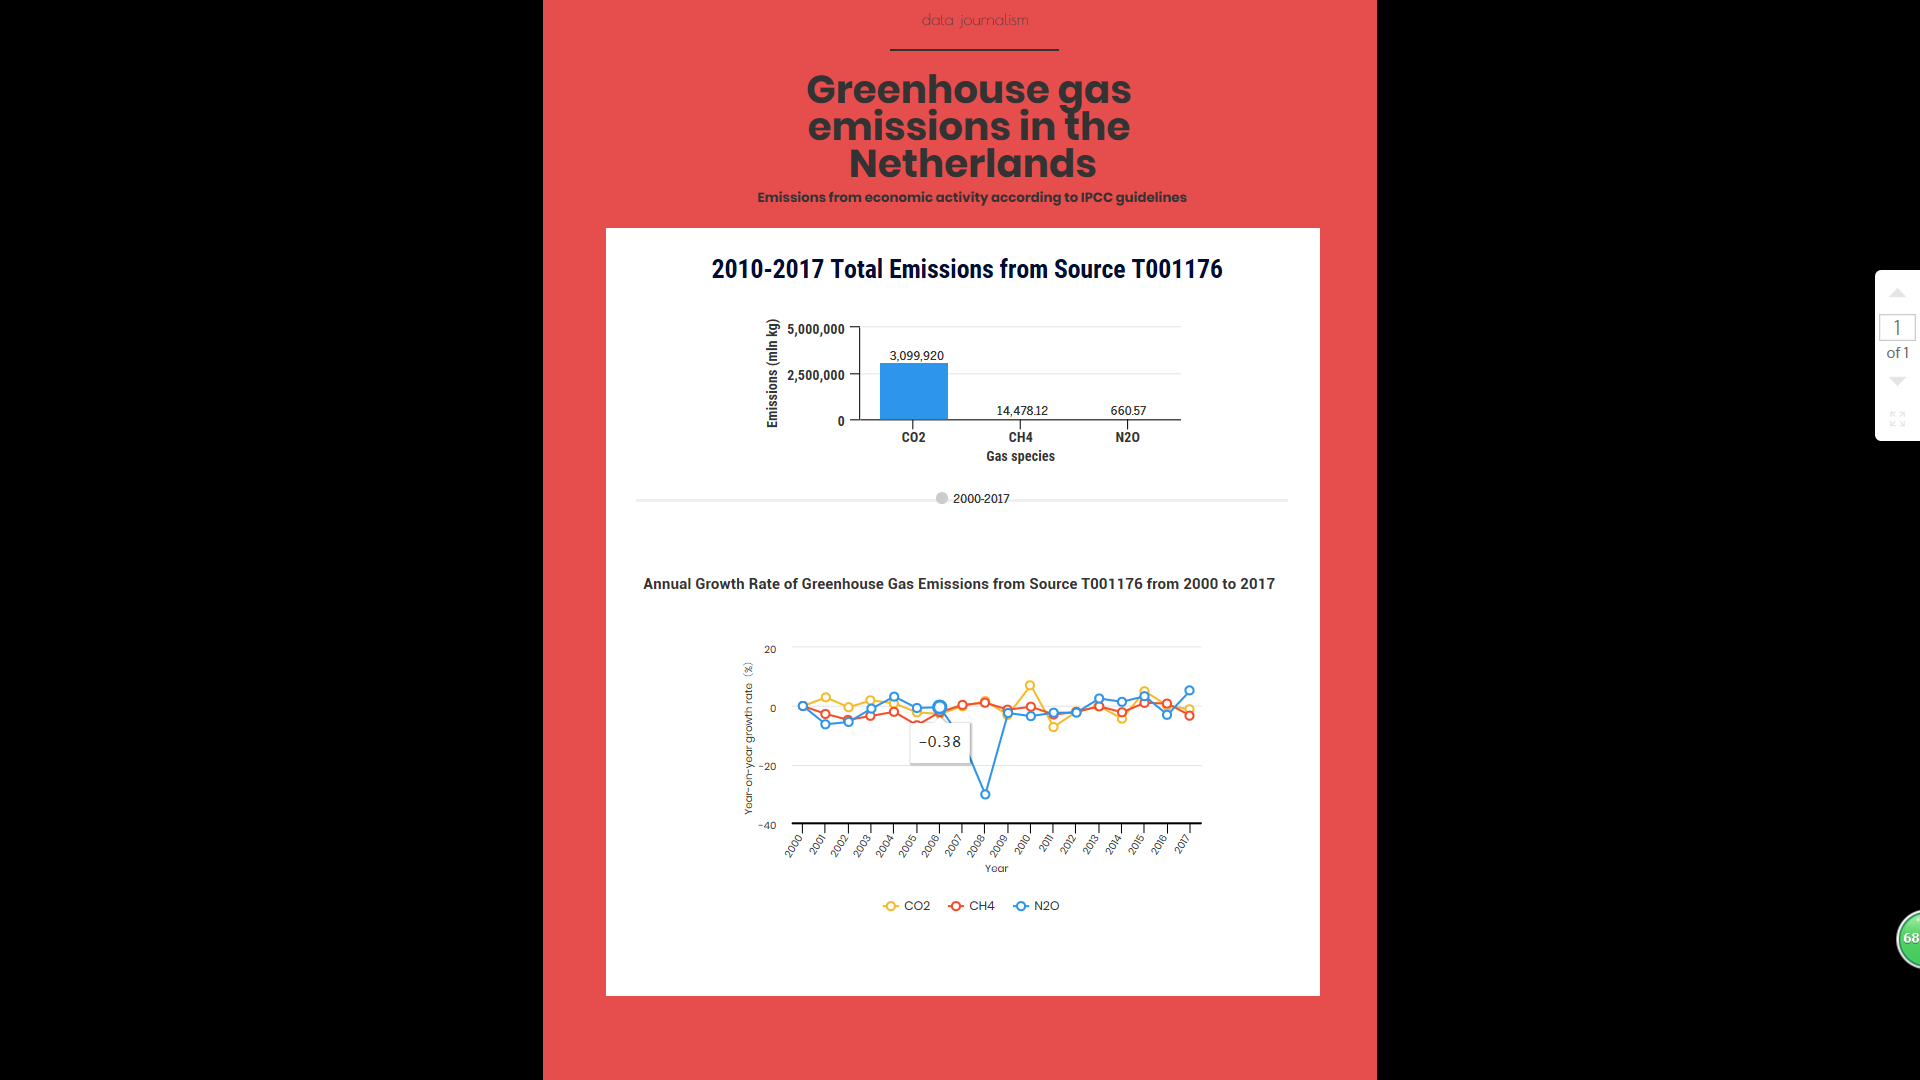 data journalism
Greenhouse gas
emissions in the
Netherlands
Emissions from economic activity according to IPCC guidelines
2010-2017 Total Emissions from Source T001176
Emissions (mln kg)
5,000,000
2,500,000
0
3,099,920
14,478.12
660.57
CO2 CH4 N2O
Gas species
2000-2017
Annual Growth Rate of Greenhouse Gas Emissions from Source T001176 from 2000 to 2017
Year-on-year growth rate (%)
20
0
-20
-40
-0.38
2000 2001 2002 2003 2004 2005 2006 2007 2008 2009 2010 2011 2012 2013 2014 2015 2016 2017
Year
CO2 CH4 N2O
1
of 1
68